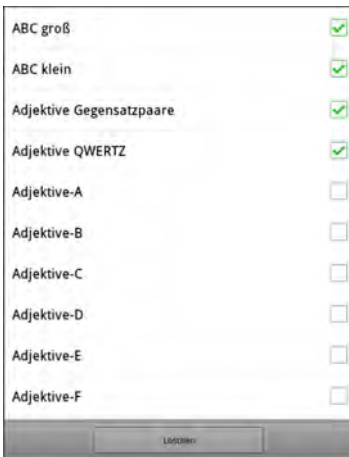 ABC groß
ABC klein
Adjektive Gegensatzpaare
Adjektive QWERTZ
Adjektive-A
Adjektive-B
Adjektive-C
Adjektive-D
Adjektive-E
Adjektive-F
Löschen